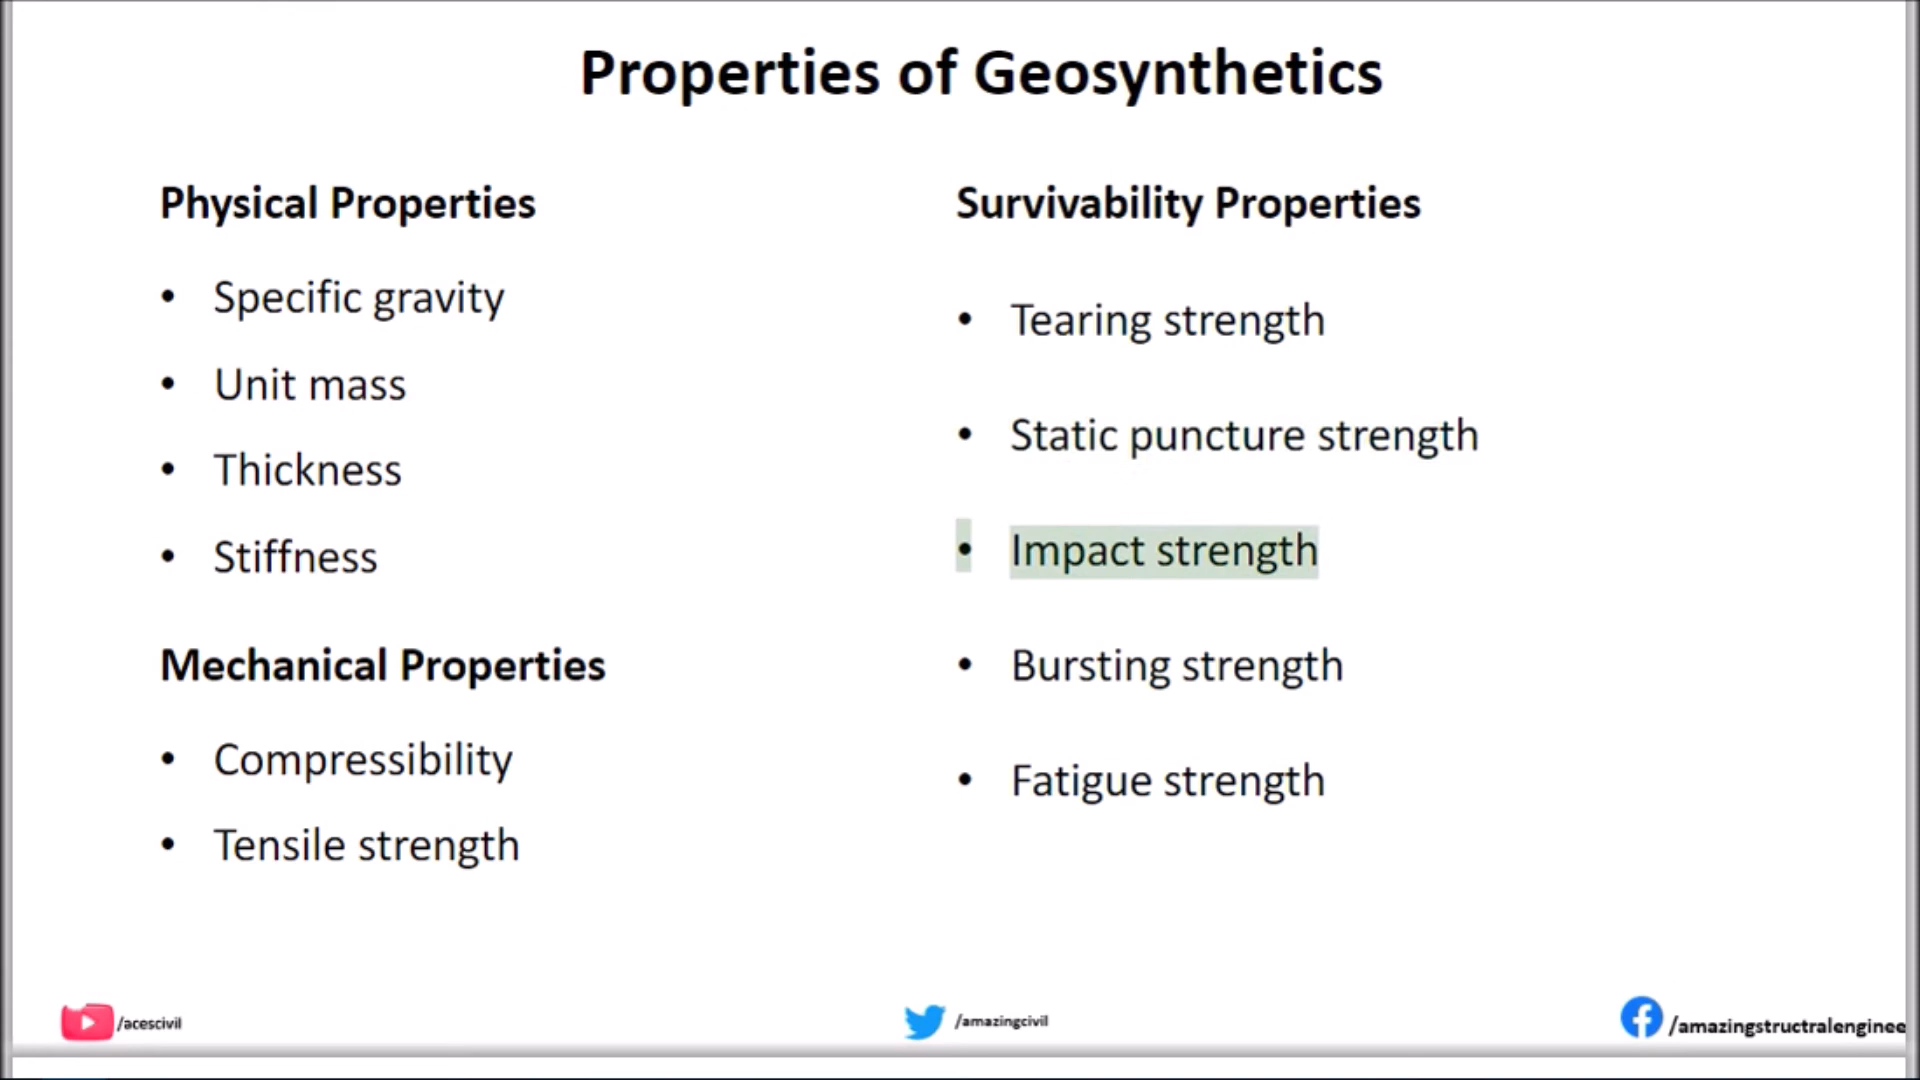 Properties of Geosynthetics
Physical Properties
• Specific gravity
• Unit mass
• Thickness
• Stiffness
Mechanical Properties
• Compressibility
• Tensile strength
Survivability Properties
• Tearing strength
• Static puncture strength
• Impact strength
• Bursting strength
• Fatigue strength
/acescivil
/amazingcivil
/amazingstructralenginee